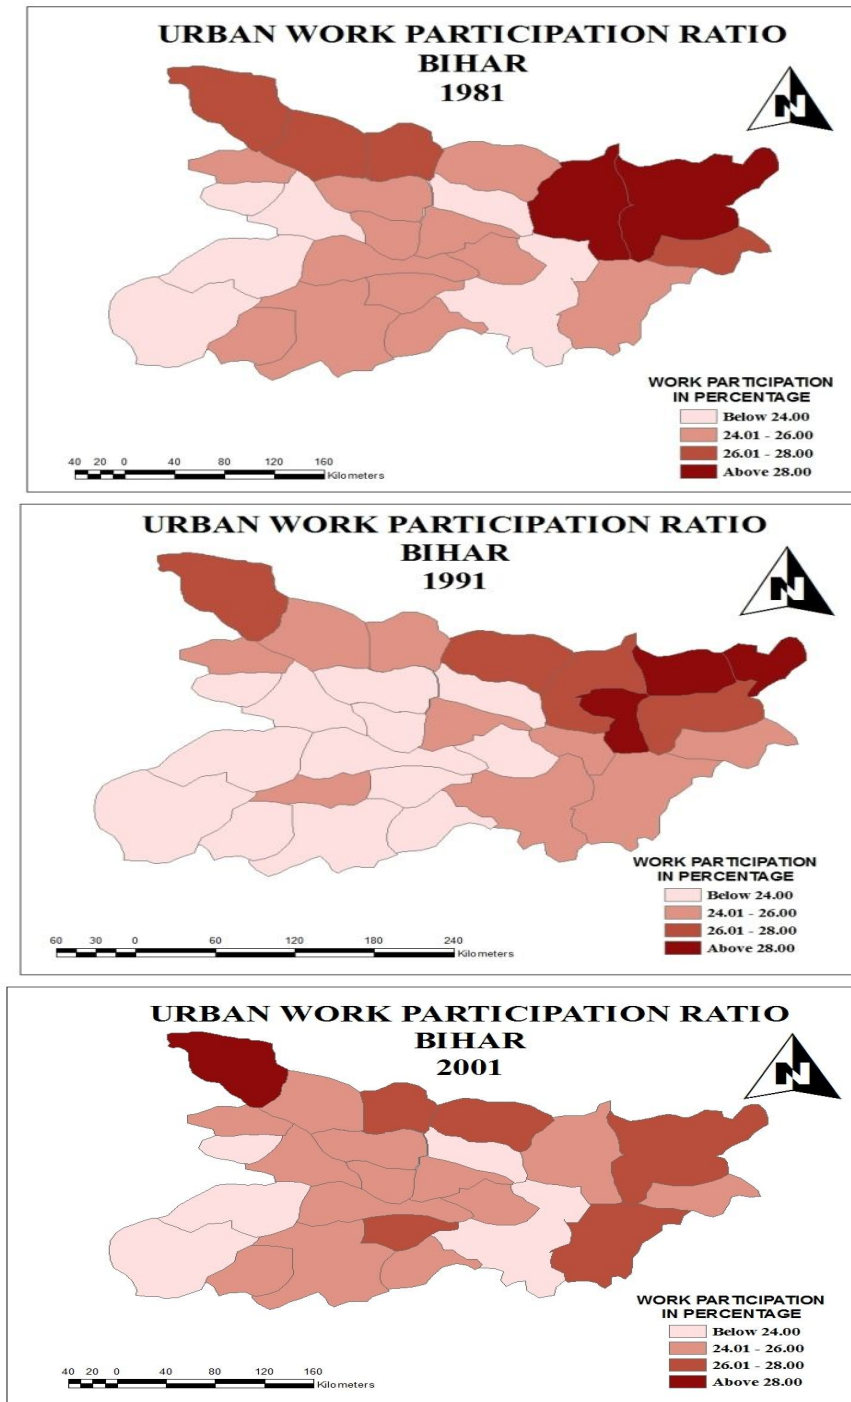 URBAN WORK PARTICIPATION RATIO
BIHAR
1981
N
WORK PARTICIPATION
IN PERCENTAGE
Below 24.00
24.01 - 26.00
26.01 - 28.00
Above 28.00
40 20 0 40 80 120 160
Kilometers
URBAN WORK PARTICIPATION RATIO
BIHAR
1991
N
WORK PARTICIPATION
IN PERCENTAGE
Below 24.00
24.01 - 26.00
26.01 - 28.00
Above 28.00
60 30 0 60 120 180 240
Kilometers
URBAN WORK PARTICIPATION RATIO
BIHAR
2001
N
WORK PARTICIPATION
IN PERCENTAGE
Below 24.00
24.01 - 26.00
26.01 - 28.00
Above 28.00
40 20 0 40 80 120 160
Kilometers